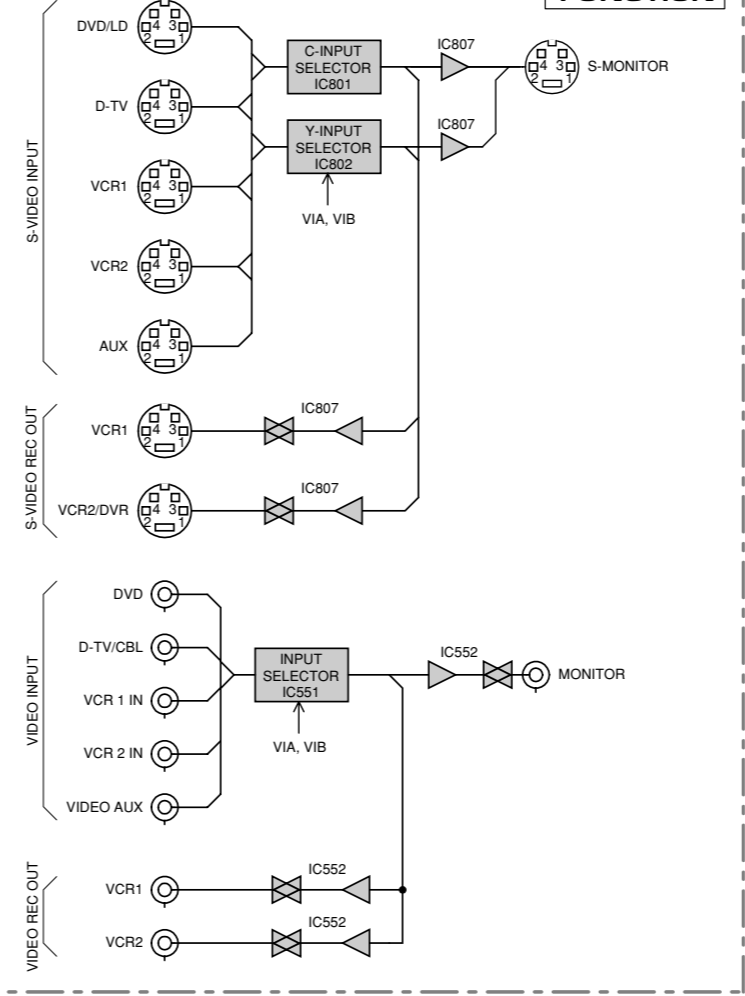 DVD/LD
4 3
2 1
D-TV
4 3
2 1
VCR1
4 3
2 1
VCR2
4 3
2 1
AUX
4 3
2 1
S-VIDEO INPUT
C-INPUT
SELECTOR
IC801
Y-INPUT
SELECTOR
IC802
VIA, VIB
IC807
IC807
4 3
2 1
S-MONITOR
S-VIDEO REC OUT
VCR1
4 3
2 1
IC807
VCR2/DVR
4 3
2 1
IC807
VIDEO INPUT
DVD
D-TV/CBL
VCR 1 IN
VCR 2 IN
VIDEO AUX
INPUT
SELECTOR
IC551
VIA, VIB
IC552
MONITOR
VIDEO REC OUT
VCR1
IC552
VCR2
IC552